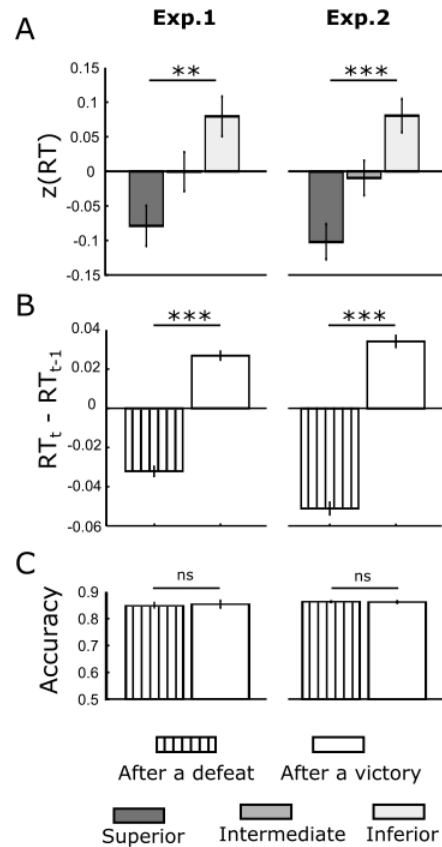 Exp.1 Exp.2
A
** ***
z(RT)
0.15
0.1
0.05
0
-0.05
-0.1
-0.15
B
*** ***
RTt - RTt-1
0.04
0.02
0
-0.02
-0.04
-0.06
C
ns ns
Accuracy
0.9
0.8
0.7
0.6
0.5
After a defeat After a victory
Superior Intermediate Inferior